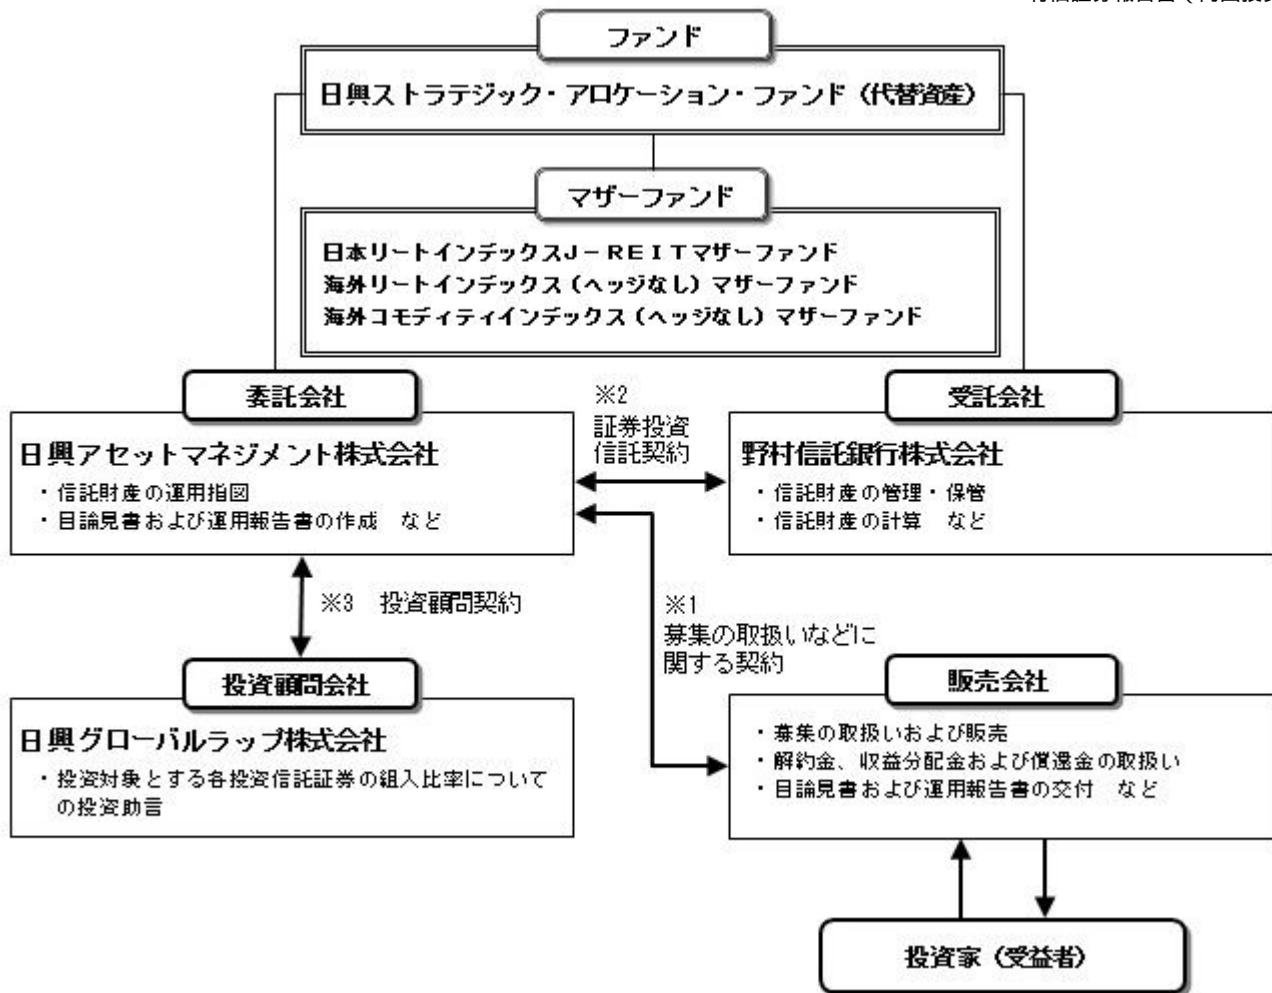 ファンド
日興ストラテジック・アロケーション・ファンド（代替資産）
マザーファンド
日本リートインデックスJ－ＲＥＩＴマザーファンド
海外リートインデックス（ヘッジなし）マザーファンド
海外コモディティインデックス（ヘッジなし）マザーファンド
委託会社
日興アセットマネジメント株式会社
・信託財産の運用指図
・目論見書および運用報告書の作成　など
※2
証券投資
信託契約
受託会社
野村信託銀行株式会社
・信託財産の管理・保管
・信託財産の計算　など
※3　投資顧問契約
※1
募集の取扱いなどに
関する契約
投資顧問会社
日興グローバルラップ株式会社
・投資対象とする各投資信託証券の組入比率について
の投資助言
販売会社
・募集の取扱いおよび販売
・解約金、収益分配金および償還金の取扱い
・目論見書および運用報告書の交付　など
投資家（受益者）